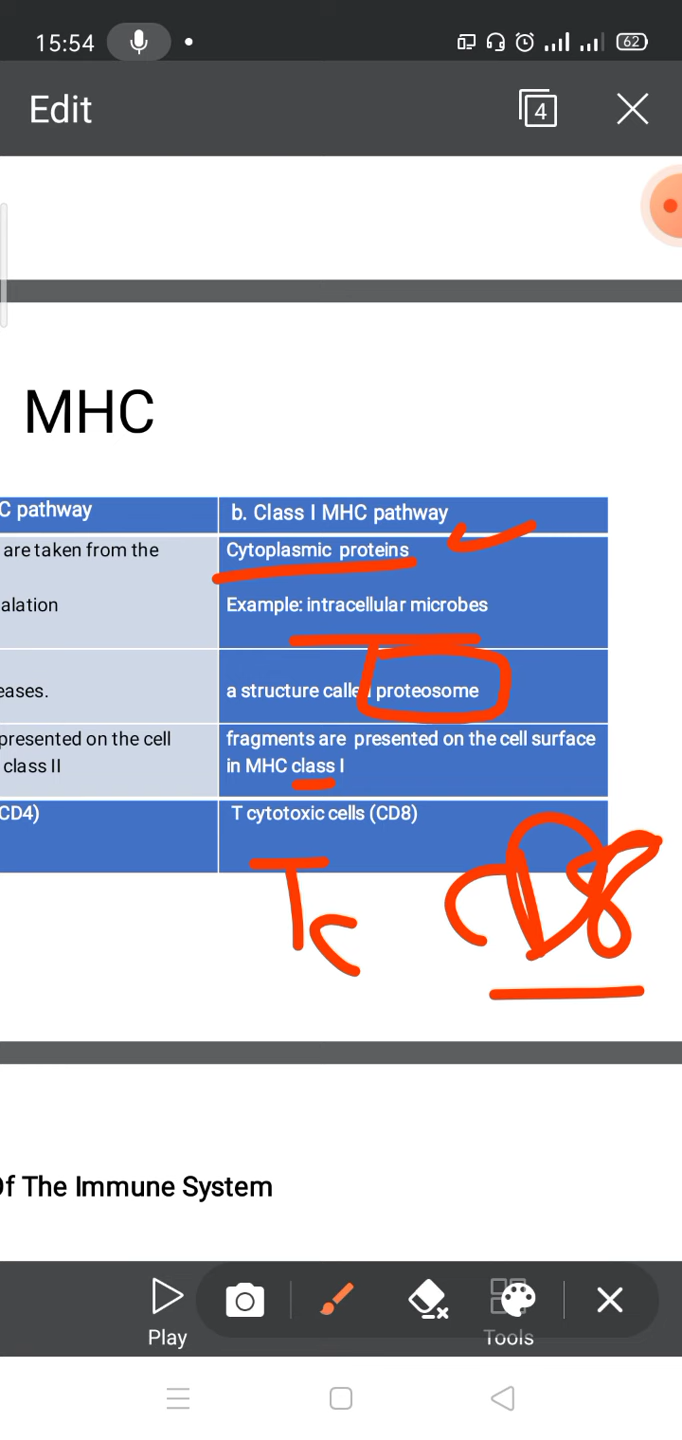 15:54
62
Edit
4
MHC
C pathway
b. Class I MHC pathway
are taken from the
Cytoplasmic proteins
alation
Example: intracellular microbes
eases.
a structure called proteosome
presented on the cell
class II
fragments are presented on the cell surface
in MHC class I
CD4)
T cytotoxic cells (CD8)
Tc
CD8
Of The Immune System
Play
Tools